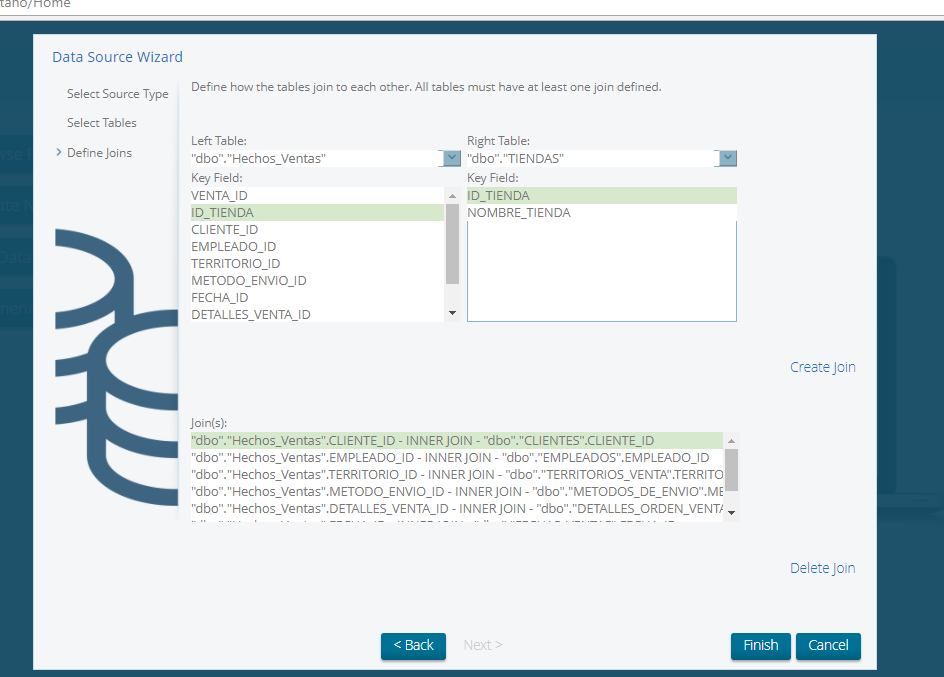 taho/Home
Data Source Wizard
Select Source Type
Select Tables
> Define Joins
Define how the tables join to each other. All tables must have at least one join defined.
Left Table:
"dbo"."Hechos_Ventas"
Key Field:
VENTA_ID
ID_TIENDA
CLIENTE_ID
EMPLEADO_ID
TERRITORIO_ID
METODO_ENVIO_ID
FECHA_ID
DETALLES_VENTA_ID
Right Table:
"dbo"."TIENDAS"
Key Field:
ID_TIENDA
NOMBRE_TIENDA
Create Join
Join(s):
"dbo"."Hechos_Ventas".CLIENTE_ID - INNER JOIN - "dbo"."CLIENTES".CLIENTE_ID
"dbo"."Hechos_Ventas".EMPLEADO_ID - INNER JOIN - "dbo"."EMPLEADOS".EMPLEADO_ID
"dbo"."Hechos_Ventas".TERRITORIO_ID - INNER JOIN - "dbo"."TERRITORIOS_VENTA".TERRITO
"dbo"."Hechos_Ventas".METODO_ENVIO_ID - INNER JOIN - "dbo"."METODOS_DE_ENVIO".ME
"dbo"."Hechos_Ventas".DETALLES_VENTA_ID - INNER JOIN - "dbo"."DETALLES_ORDEN_VENTA
Delete Join
< Back
Next >
Finish
Cancel